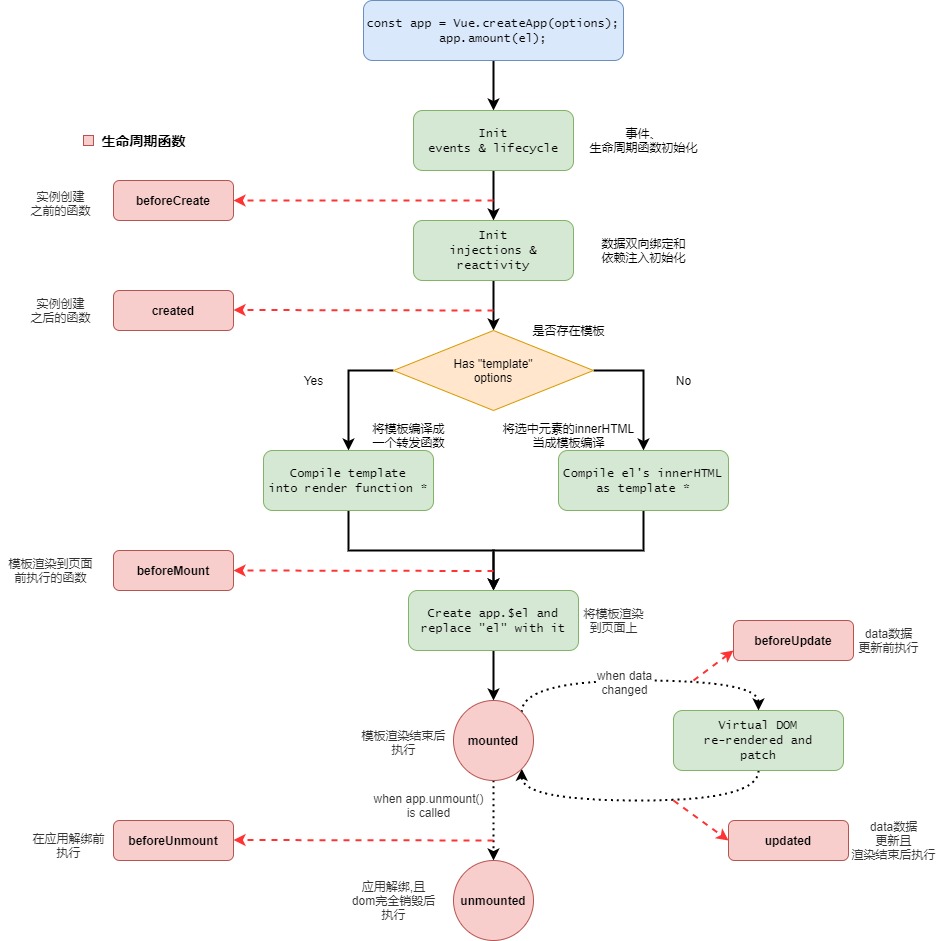 const app = Vue.createApp(options);
app.amount(el);
Init
events & lifecycle
事件、
生命周期函数初始化
生命周期函数
实例创建
之前的函数
beforeCreate
Init
injections &
reactivity
数据双向绑定和
依赖注入初始化
实例创建
之后的函数
created
是否存在模板
Has "template"
options
Yes
No
将模板编译成
一个转发函数
将选中元素的innerHTML
当成模板编译
Compile template
into render function *
Compile el's innerHTML
as template *
模板渲染到页面
前执行的函数
beforeMount
Create app.$el and
replace "el" with it
将模板渲染
到页面上
beforeUpdate
data数据
更新前执行
when data
changed
模板渲染结束后
执行
mounted
Virtual DOM
re-rendered and
patch
when app.unmount()
is called
在应用解绑前
执行
beforeUnmount
updated
data数据
更新且
渲染结束后执行
应用解绑,且
dom完全销毁后
执行
unmounted